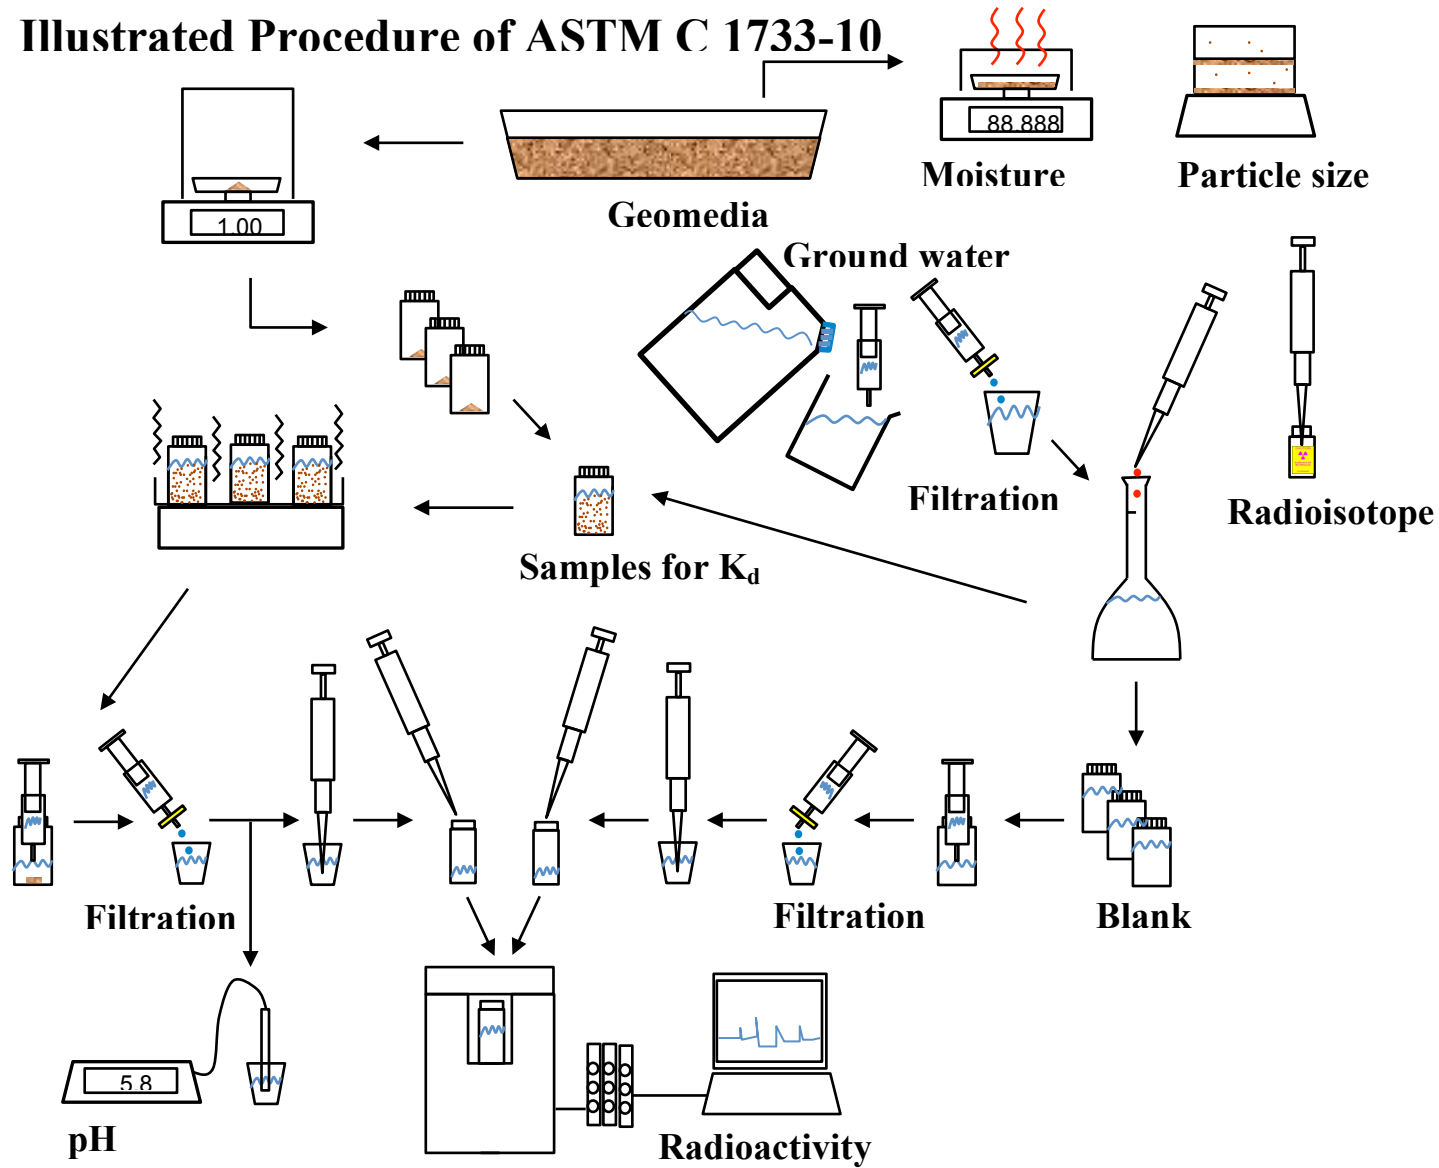 Illustrated Procedure of ASTM C 1733-10
88.888
Moisture
Particle size
1.00
Geomedia
Ground water
Filtration
Radioisotope
Samples for Kd
Filtration
Filtration
Blank
5.8
pH
Radioactivity